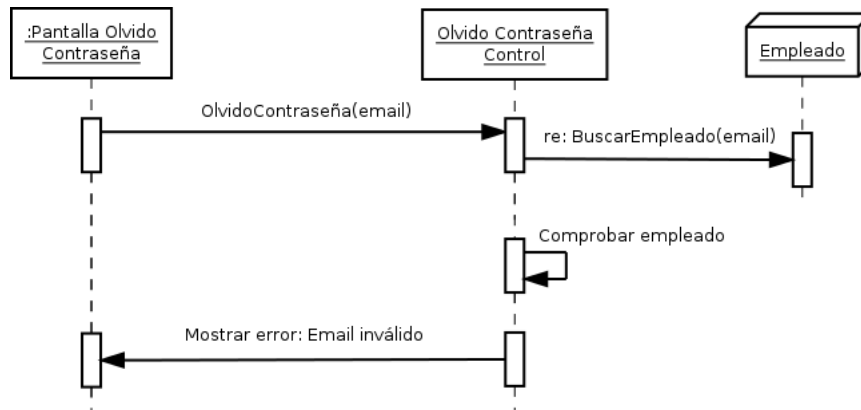 :Pantalla Olvido
Contraseña
Olvido Contraseña
Control
Empleado
OlvidoContraseña(email)
re: BuscarEmpleado(email)
Comprobar empleado
Mostrar error: Email inválido